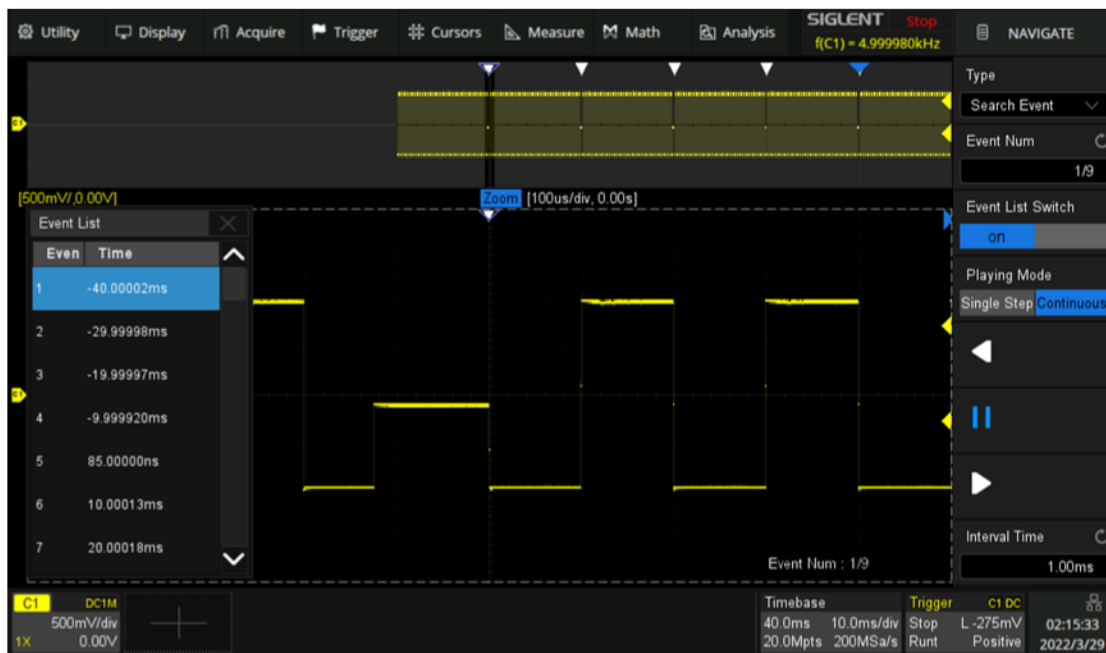 Utility Display Acquire Trigger Cursors Measure Math Analysis SIGLENT Stop NAVIGATE
f(C1) = 4.999980kHz
Type
Search Event
Event Num
1/9
C1
[500mV/,0.00V] Zoom [100us/div, 0.00s]
Event List Switch
on
Event List
Even Time
1 -40.00002ms
2 -29.99998ms
3 -19.99997ms
4 -9.999920ms
5 85.00000ns
6 10.00013ms
7 20.00018ms
C1
Playing Mode
Single Step Continuous
Event Num : 1/9
Interval Time
1.00ms
C1 DC1M
500mV/div
1X 0.00V
Timebase
40.0ms 10.0ms/div
20.0Mpts 200MSa/s
Trigger C1 DC
Stop L -275mV
Runt Positive
02:15:33
2022/3/29